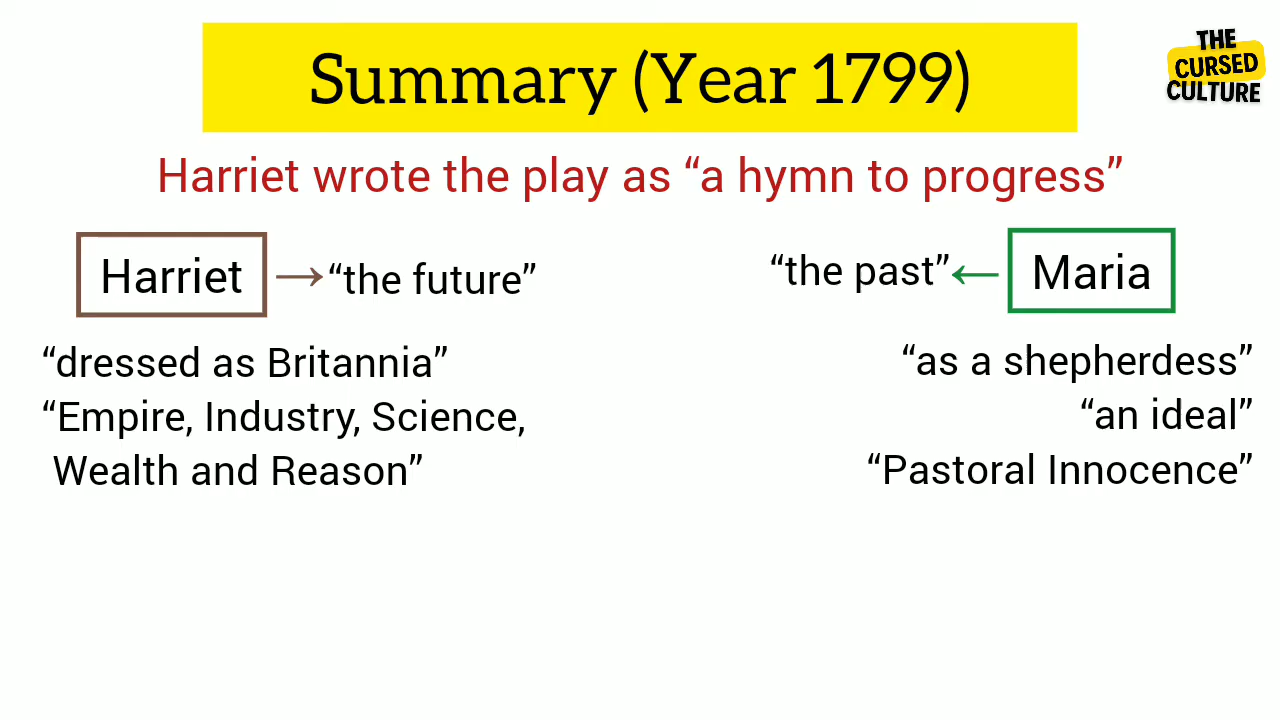 Summary (Year 1799)
THE
CURSED
CULTURE
Harriet wrote the play as “a hymn to progress”
Harriet → “the future”
“the past” ← Maria
“dressed as Britannia”
“Empire, Industry, Science,
Wealth and Reason”
“as a shepherdess”
“an ideal”
“Pastoral Innocence”